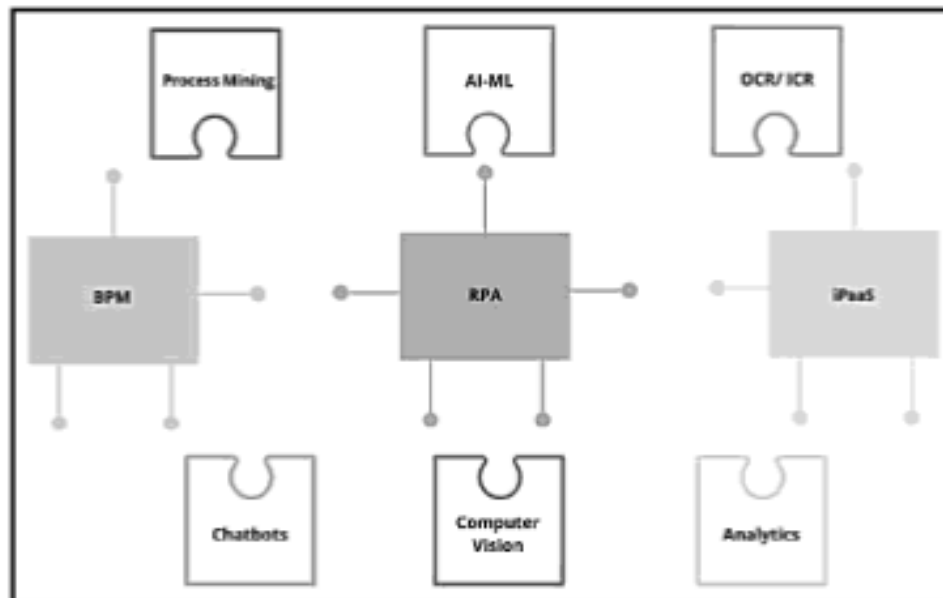 Process Mining
AI-ML
OCR/ ICR
BPM
RPA
iPaaS
Chatbots
Computer
Vision
Analytics